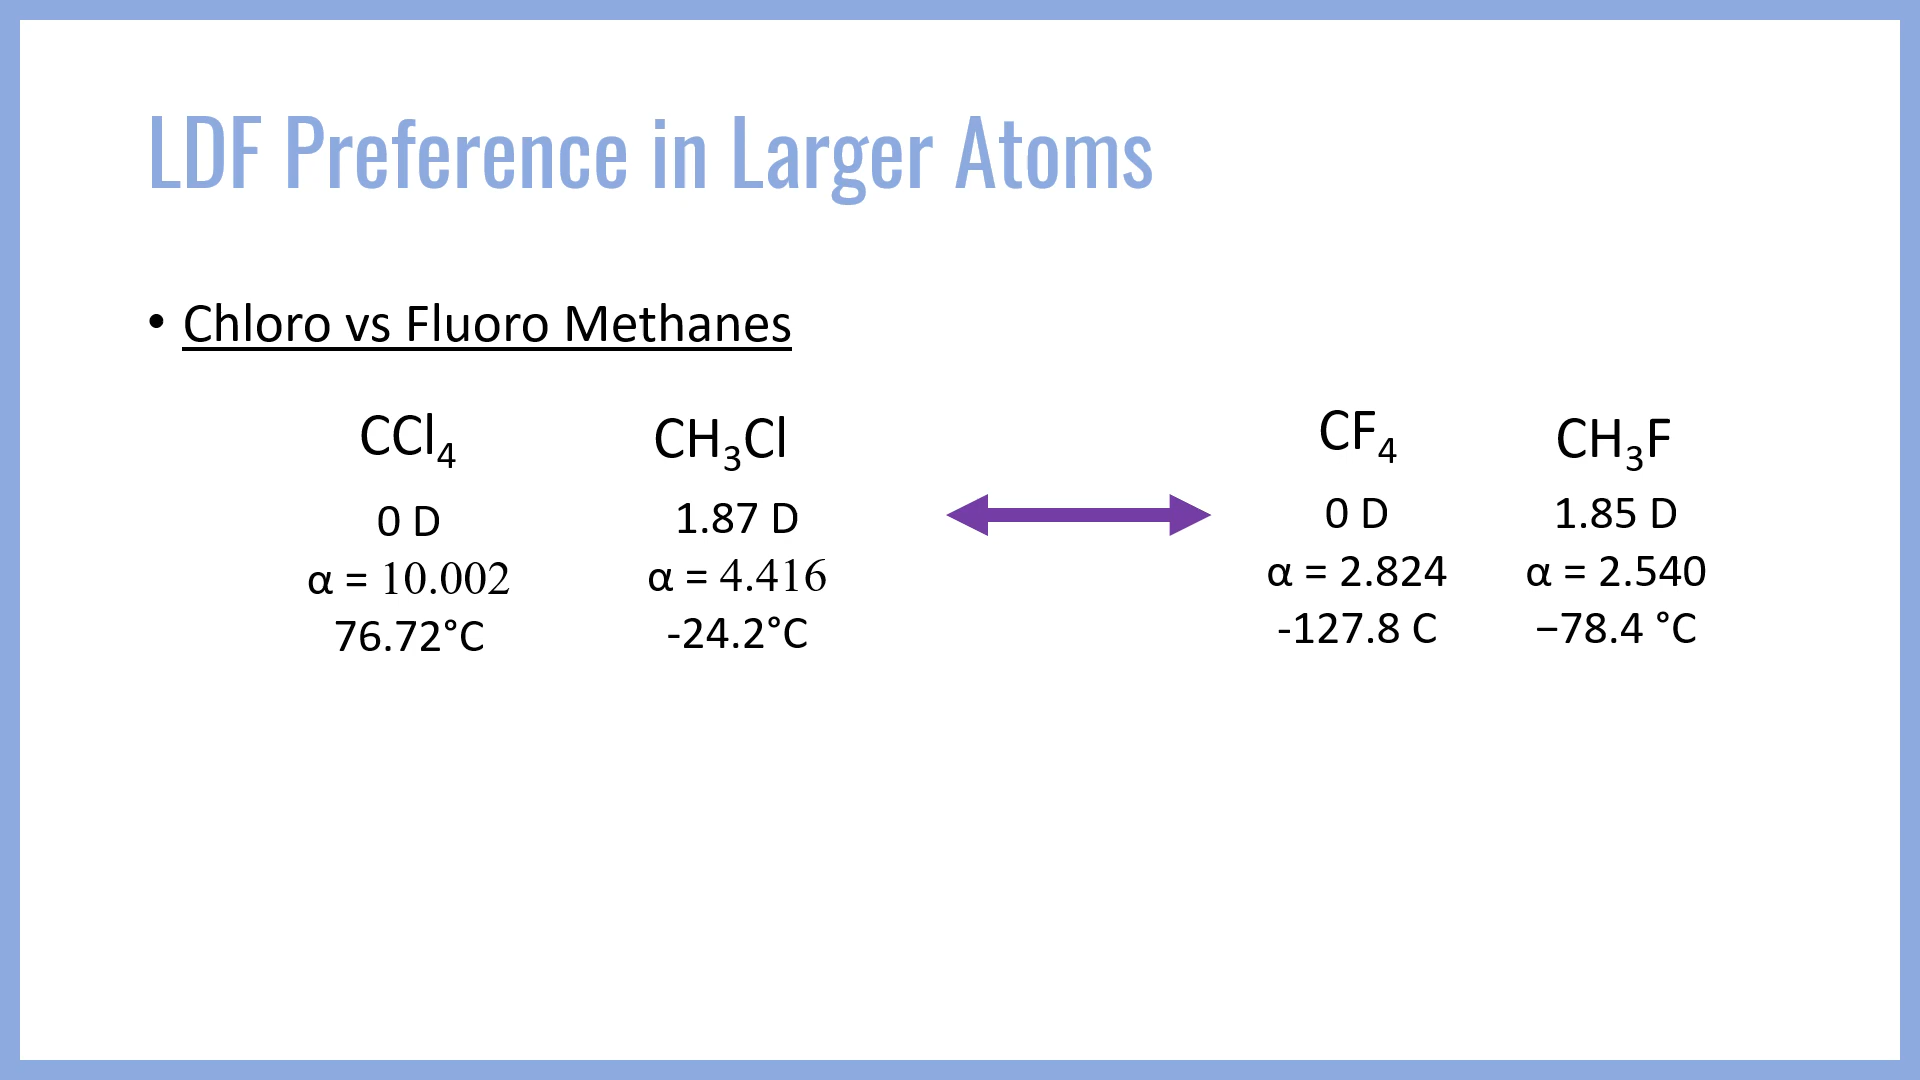 LDF Preference in Larger Atoms
• Chloro vs Fluoro Methanes
CCl₄
0 D
α = 10.002
76.72°C
CH₃Cl
1.87 D
α = 4.416
-24.2°C
CF₄
0 D
α = 2.824
-127.8 C
CH₃F
1.85 D
α = 2.540
−78.4 °C